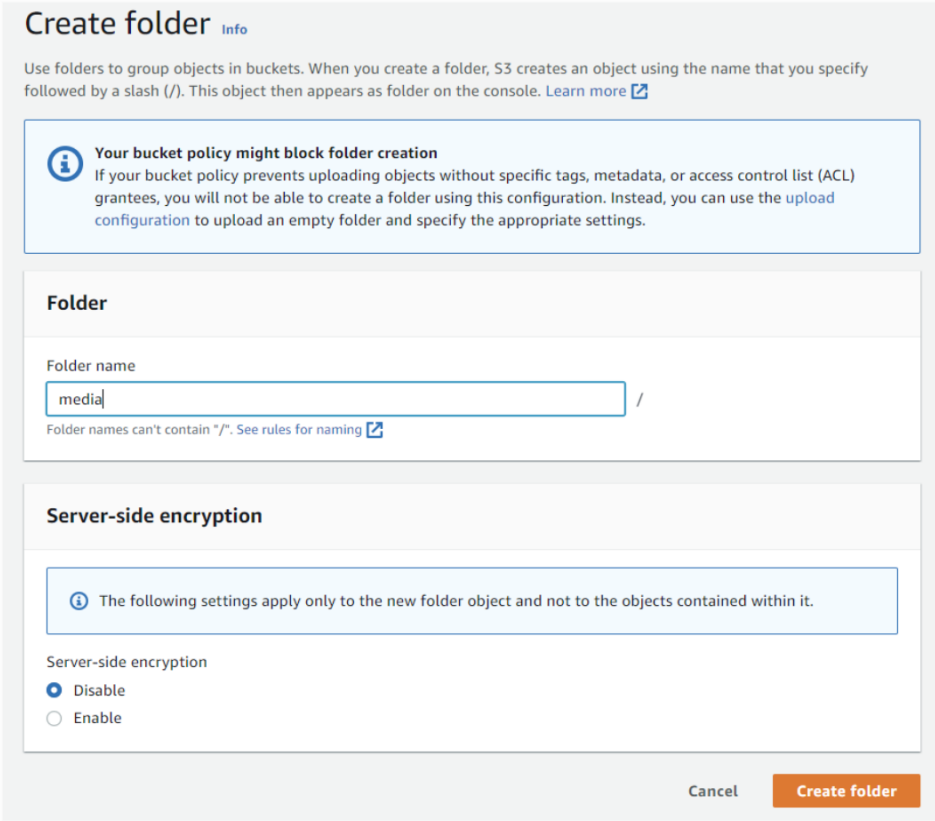 Create folder Info
Use folders to group objects in buckets. When you create a folder, S3 creates an object using the name that you specify
followed by a slash (/). This object then appears as folder on the console. Learn more
Your bucket policy might block folder creation
If your bucket policy prevents uploading objects without specific tags, metadata, or access control list (ACL)
grantees, you will not be able to create a folder using this configuration. Instead, you can use the upload
configuration to upload an empty folder and specify the appropriate settings.
Folder
Folder name
media /
Folder names can't contain "/". See rules for naming
Server-side encryption
The following settings apply only to the new folder object and not to the objects contained within it.
Server-side encryption
Disable
Enable
Cancel Create folder